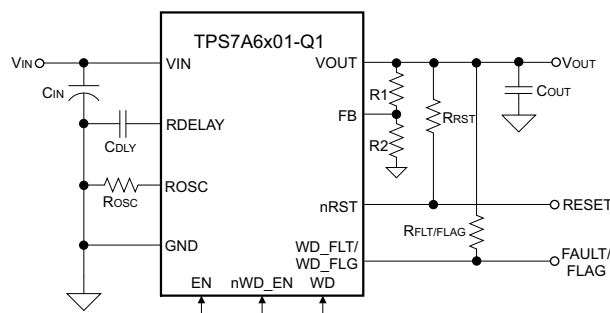 TPS7A6x01-Q1
VIN
VIN
VOUT
VOUT
CIN
R1
COUT
RRST
FB
RDELAY
CDLY
R2
ROSC
ROSC
nRST
RESET
RFLT/FLAG
GND
WD_FLT/
WD_FLG
FAULT/
FLAG
EN
nWD_EN
WD